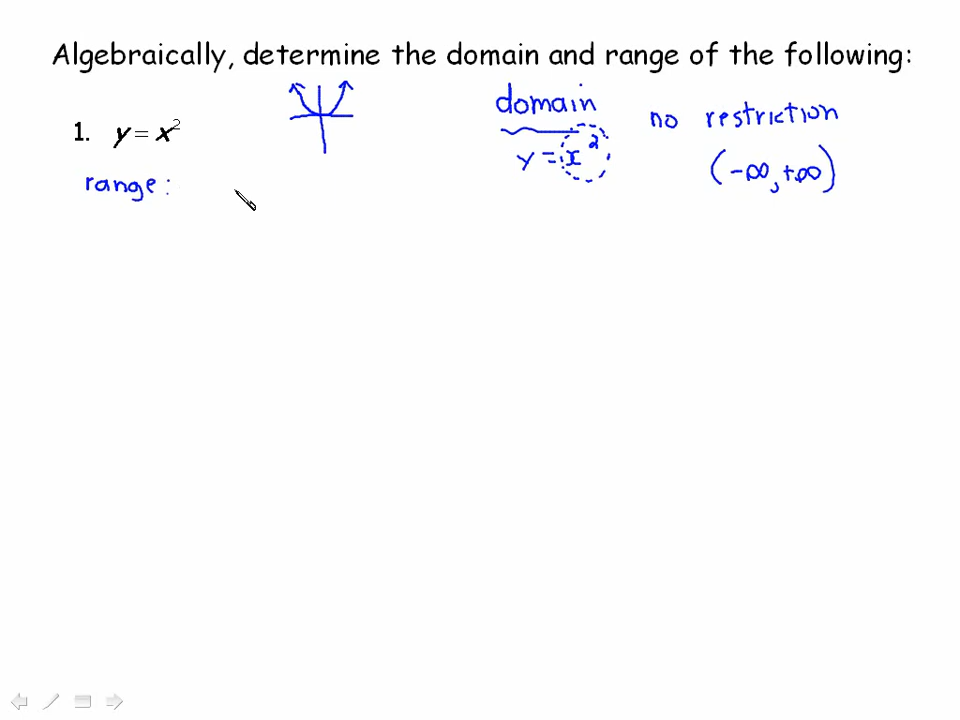 Algebraically, determine the domain and range of the following:
domain
no restriction
1. y = x²
y = x²
(-∞, +∞)
range :